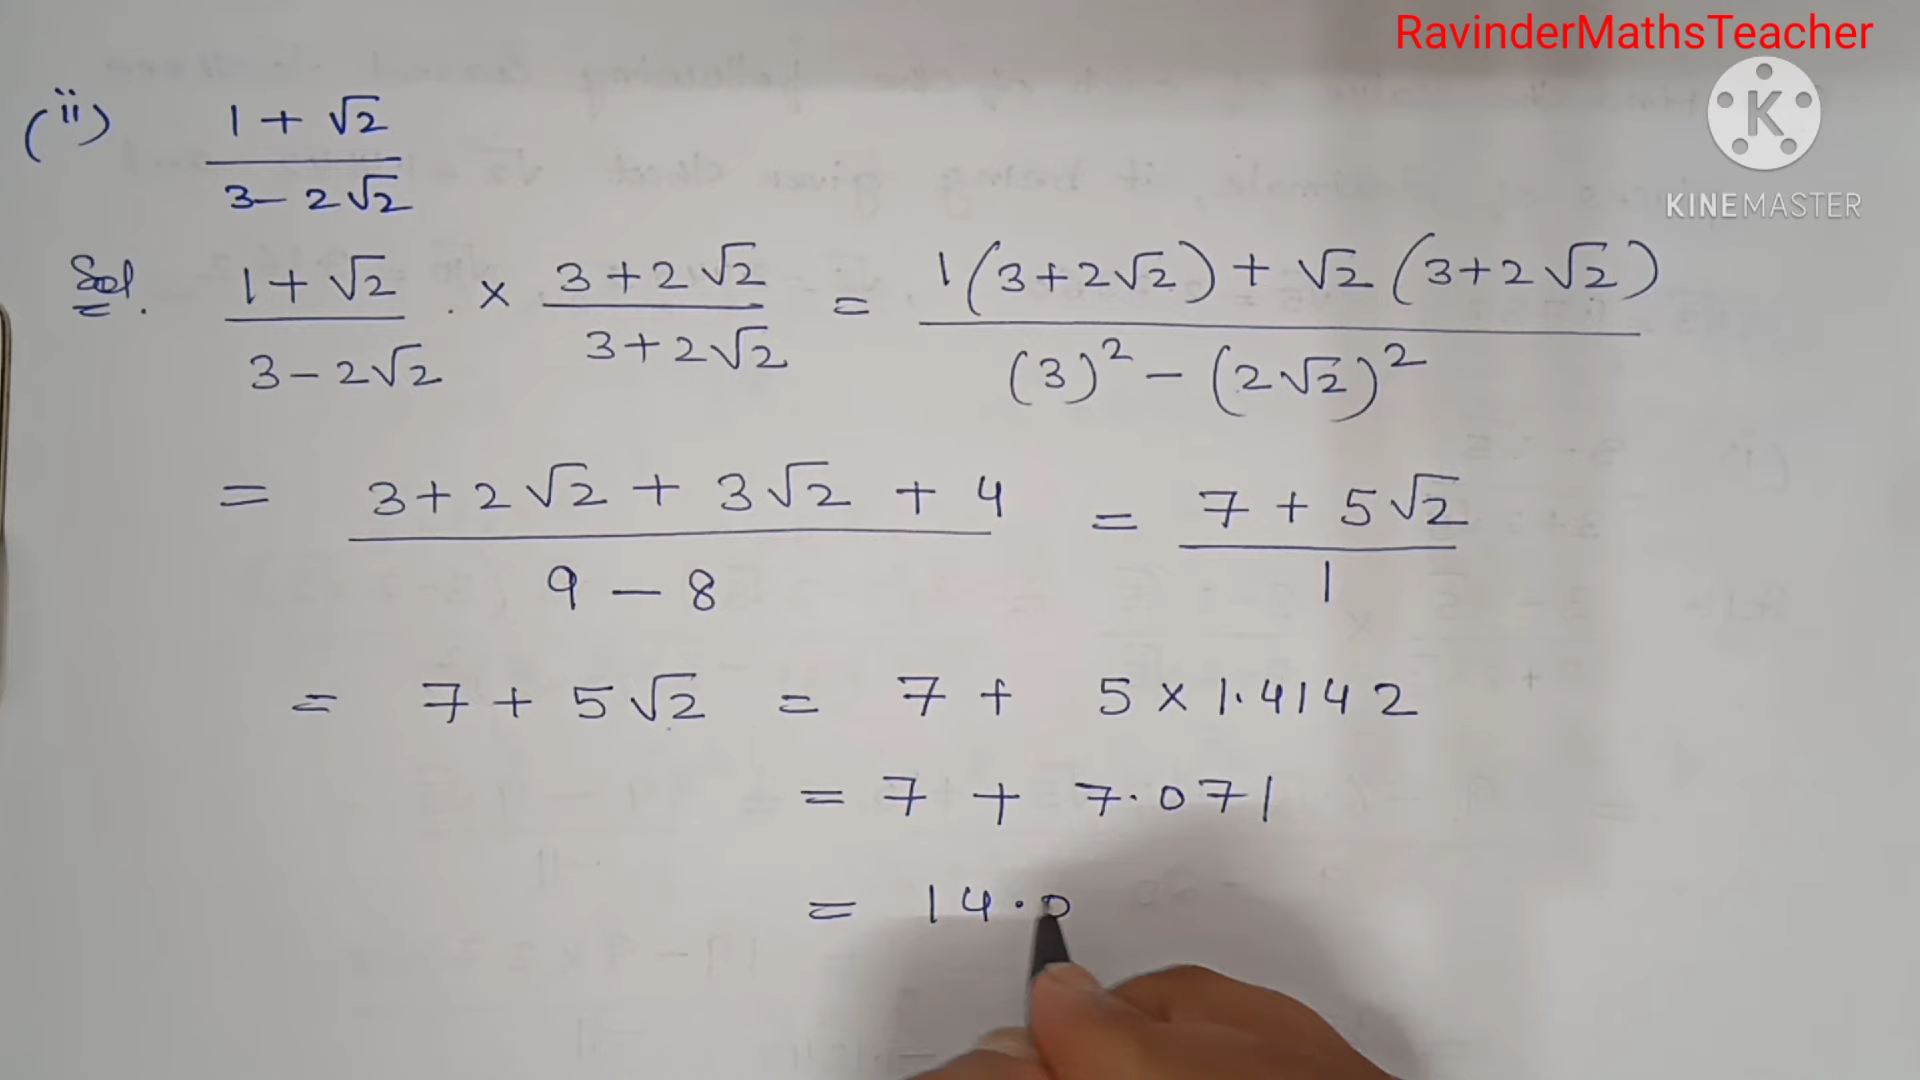 RavinderMathsTeacher
K
KINEMASTER
(ii) (1 + √2)/(3 - 2√2)
Sol. (1 + √2)/(3 - 2√2) × (3 + 2√2)/(3 + 2√2) = (1(3 + 2√2) + √2(3 + 2√2))/((3)² - (2√2)²)
= (3 + 2√2 + 3√2 + 4)/(9 - 8) = (7 + 5√2)/1
= 7 + 5√2 = 7 + 5 × 1.4142
= 7 + 7.071
= 14.0